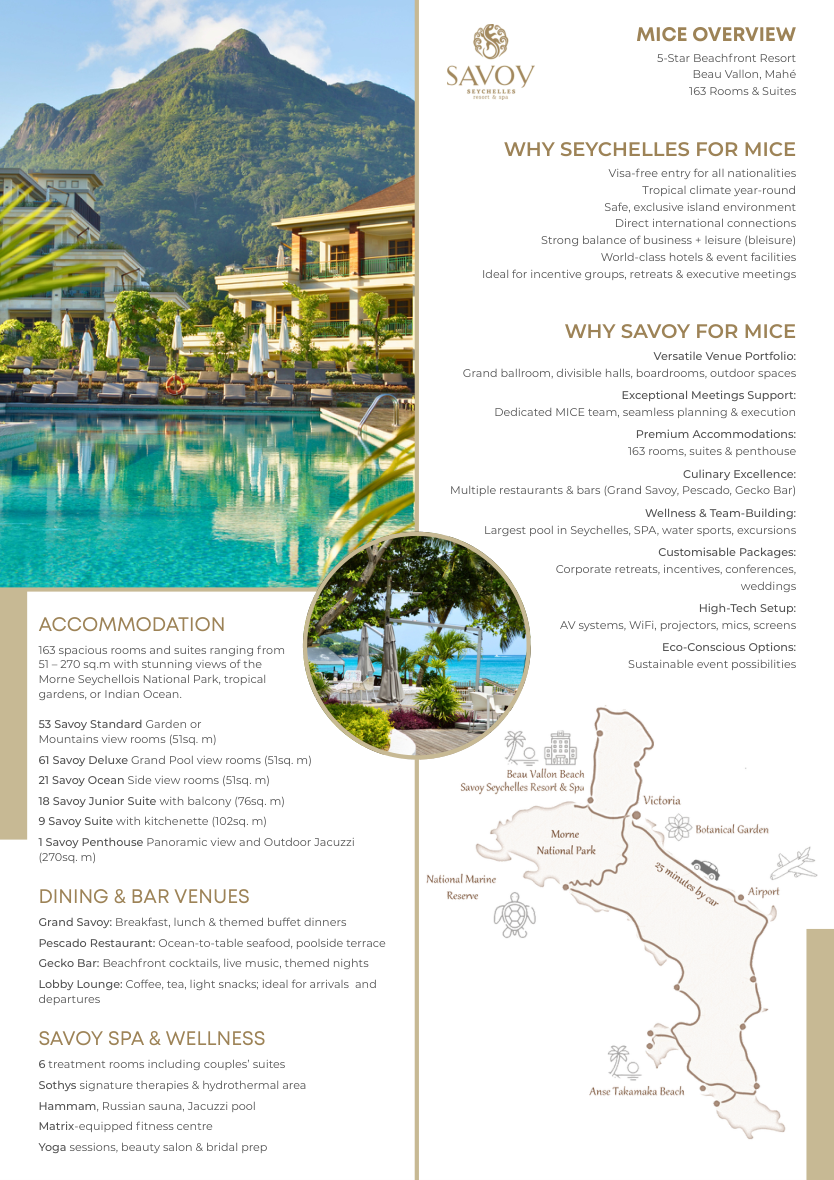 SAVOY
SEYCHELLES
resort & spa
MICE OVERVIEW
5-Star Beachfront Resort
Beau Vallon, Mahé
163 Rooms & Suites
WHY SEYCHELLES FOR MICE
Visa-free entry for all nationalities
Tropical climate year-round
Safe, exclusive island environment
Direct international connections
Strong balance of business + leisure (bleisure)
World-class hotels & event facilities
Ideal for incentive groups, retreats & executive meetings
WHY SAVOY FOR MICE
Versatile Venue Portfolio:
Grand ballroom, divisible halls, boardrooms, outdoor spaces
Exceptional Meetings Support:
Dedicated MICE team, seamless planning & execution
Premium Accommodations:
163 rooms, suites & penthouse
Culinary Excellence:
Multiple restaurants & bars (Grand Savoy, Pescado, Gecko Bar)
Wellness & Team-Building:
Largest pool in Seychelles, SPA, water sports, excursions
Customisable Packages:
Corporate retreats, incentives, conferences,
weddings
High-Tech Setup:
AV systems, WiFi, projectors, mics, screens
Eco-Conscious Options:
Sustainable event possibilities
ACCOMMODATION
163 spacious rooms and suites ranging from
51 – 270 sq.m with stunning views of the
Morne Seychellois National Park, tropical
gardens, or Indian Ocean.
53 Savoy Standard Garden or
Mountains view rooms (51sq. m)
61 Savoy Deluxe Grand Pool view rooms (51sq. m)
21 Savoy Ocean Side view rooms (51sq. m)
18 Savoy Junior Suite with balcony (76sq. m)
9 Savoy Suite with kitchenette (102sq. m)
1 Savoy Penthouse Panoramic view and Outdoor Jacuzzi
(270sq. m)
DINING & BAR VENUES
Grand Savoy: Breakfast, lunch & themed buffet dinners
Pescado Restaurant: Ocean-to-table seafood, poolside terrace
Gecko Bar: Beachfront cocktails, live music, themed nights
Lobby Lounge: Coffee, tea, light snacks; ideal for arrivals and
departures
SAVOY SPA & WELLNESS
6 treatment rooms including couples' suites
Sothys signature therapies & hydrothermal area
Hammam, Russian sauna, Jacuzzi pool
Matrix-equipped fitness centre
Yoga sessions, beauty salon & bridal prep
Beau Vallon Beach
Savoy Seychelles Resort & Spa
Victoria
Botanical Garden
Morne
National Park
25 minutes by car
Airport
National Marine
Reserve
Anse Takamaka Beach